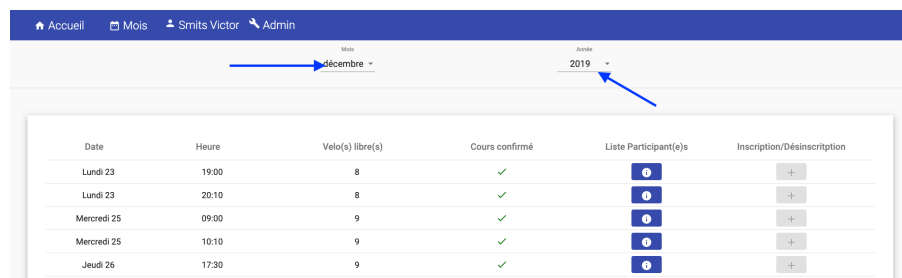 Accueil Mois Smits Victor Admin
Mois Année
décembre 2019
Date Heure Velo(s) libre(s) Cours confirmé Liste Participant(e)s Inscription/Désinscritption
Lundi 23 19:00 8
Lundi 23 20:10 8
Mercredi 25 09:00 9
Mercredi 25 10:10 9
Jeudi 26 17:30 9